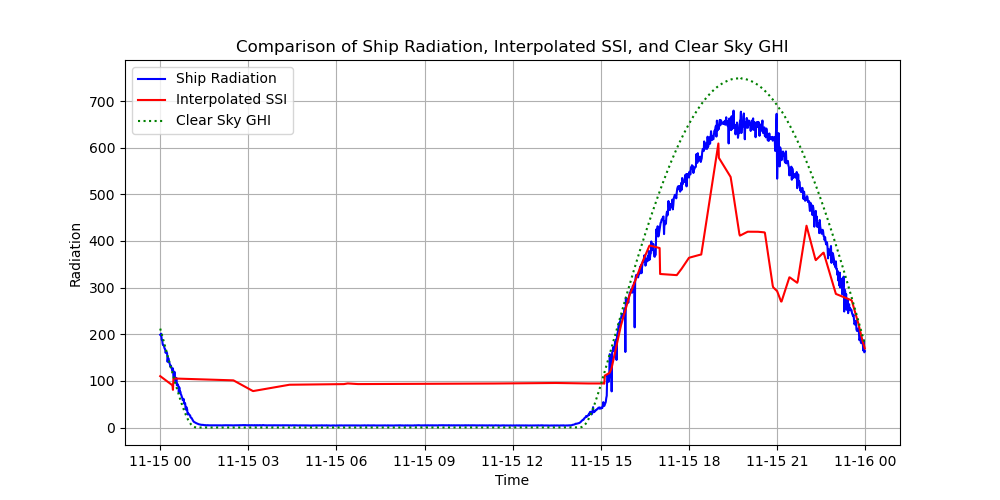 Comparison of Ship Radiation, Interpolated SSI, and Clear Sky GHI
Ship Radiation
Interpolated SSI
Clear Sky GHI
Radiation
700
600
500
400
300
200
100
0
11-15 00
11-15 03
11-15 06
11-15 09
11-15 12
11-15 15
11-15 18
11-15 21
11-16 00
Time